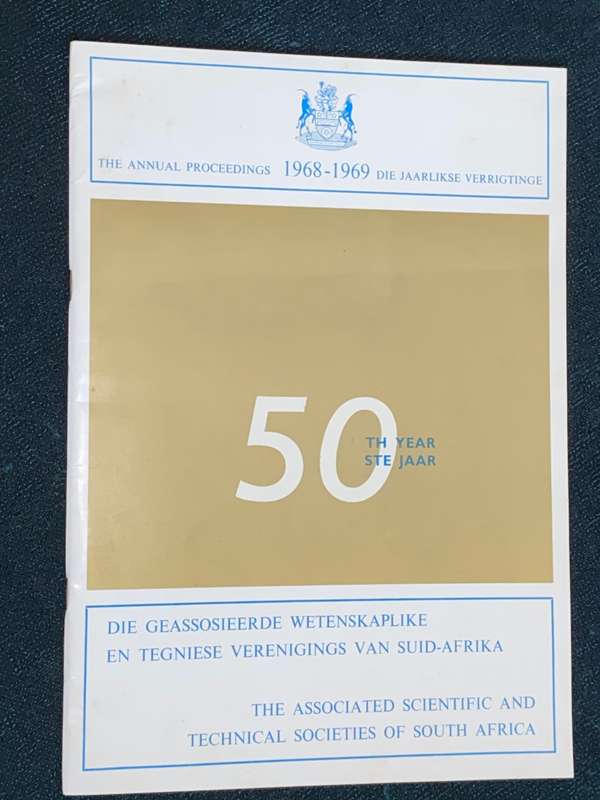 THE ANNUAL PROCEEDINGS 1968-1969 DIE JAARLIKSE VERRIGTINGE
50
TH YEAR
STE JAAR
DIE GEASSOSIEERDE WETENSKAPLIKE
EN TEGNIESE VERENIGINGS VAN SUID-AFRIKA
THE ASSOCIATED SCIENTIFIC AND
TECHNICAL SOCIETIES OF SOUTH AFRICA